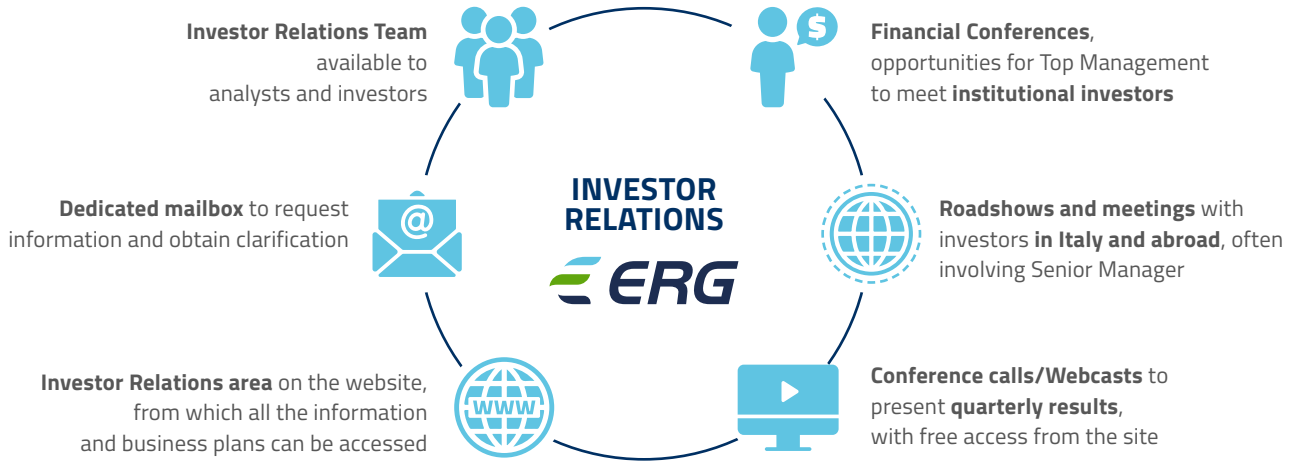 Investor Relations Team
available to
analysts and investors
$
Financial Conferences,
opportunities for Top Management
to meet institutional investors
Dedicated mailbox to request
information and obtain clarification
@
INVESTOR
RELATIONS
ERG
Roadshows and meetings with
investors in Italy and abroad, often
involving Senior Manager
Investor Relations area on the website,
from which all the information
and business plans can be accessed
WWW
Conference calls/Webcasts to
present quarterly results,
with free access from the site